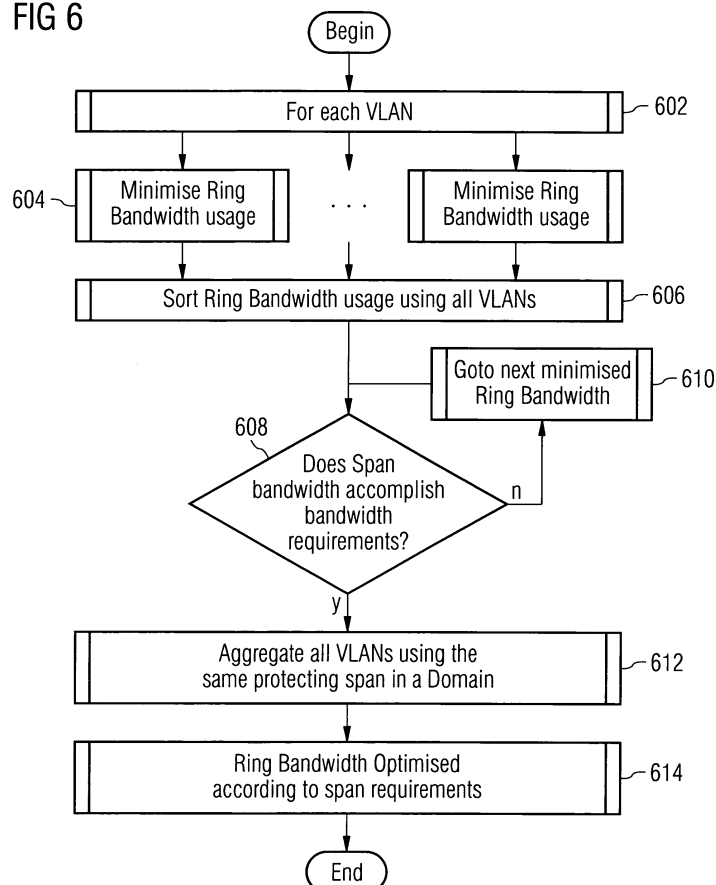 FIG 6
Begin
For each VLAN
602
604
Minimise Ring
Bandwidth usage
. . .
Minimise Ring
Bandwidth usage
Sort Ring Bandwidth usage using all VLANs
606
Goto next minimised
Ring Bandwidth
610
608
Does Span
bandwidth accomplish
bandwidth
requirements?
n
y
Aggregate all VLANs using the
same protecting span in a Domain
612
Ring Bandwidth Optimised
according to span requirements
614
End